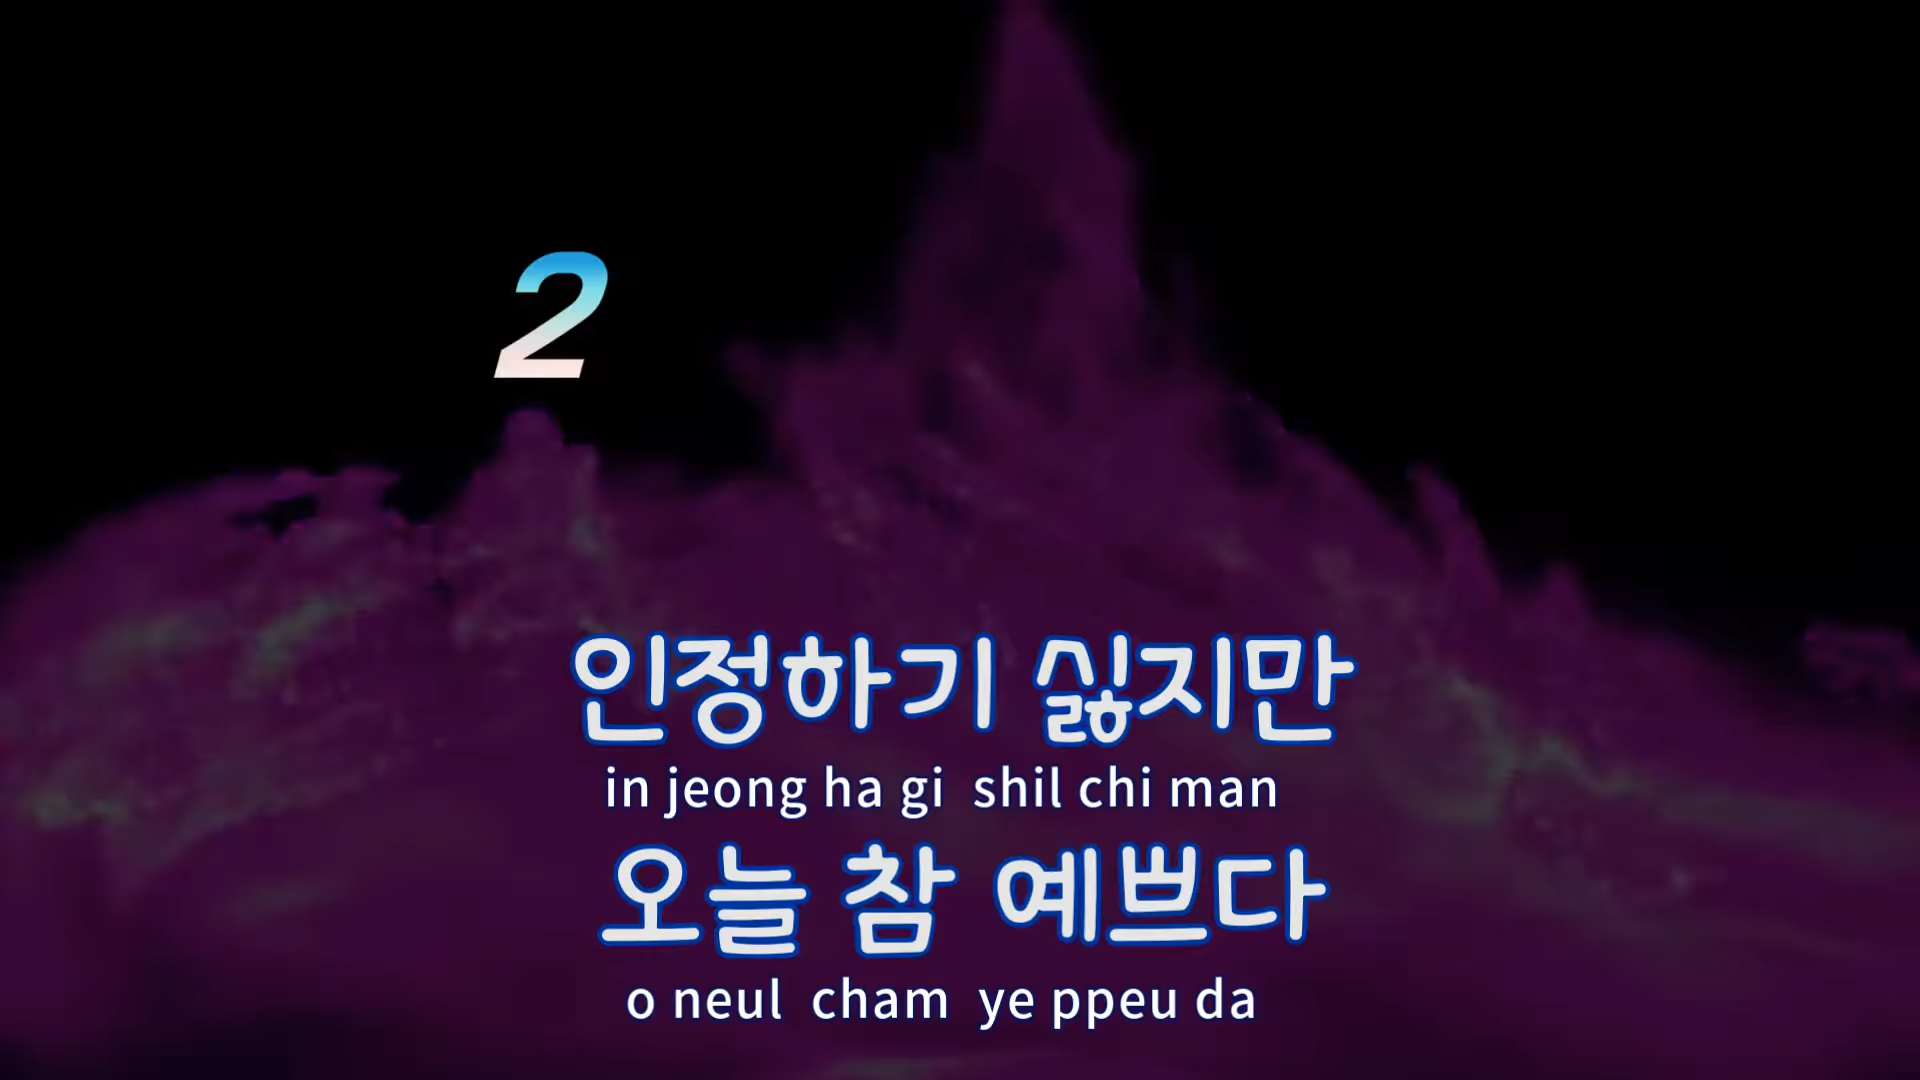 2
인정하기 싫지만
in jeong ha gi shil chi man
오늘 참 예쁘다
o neul cham ye ppeu da